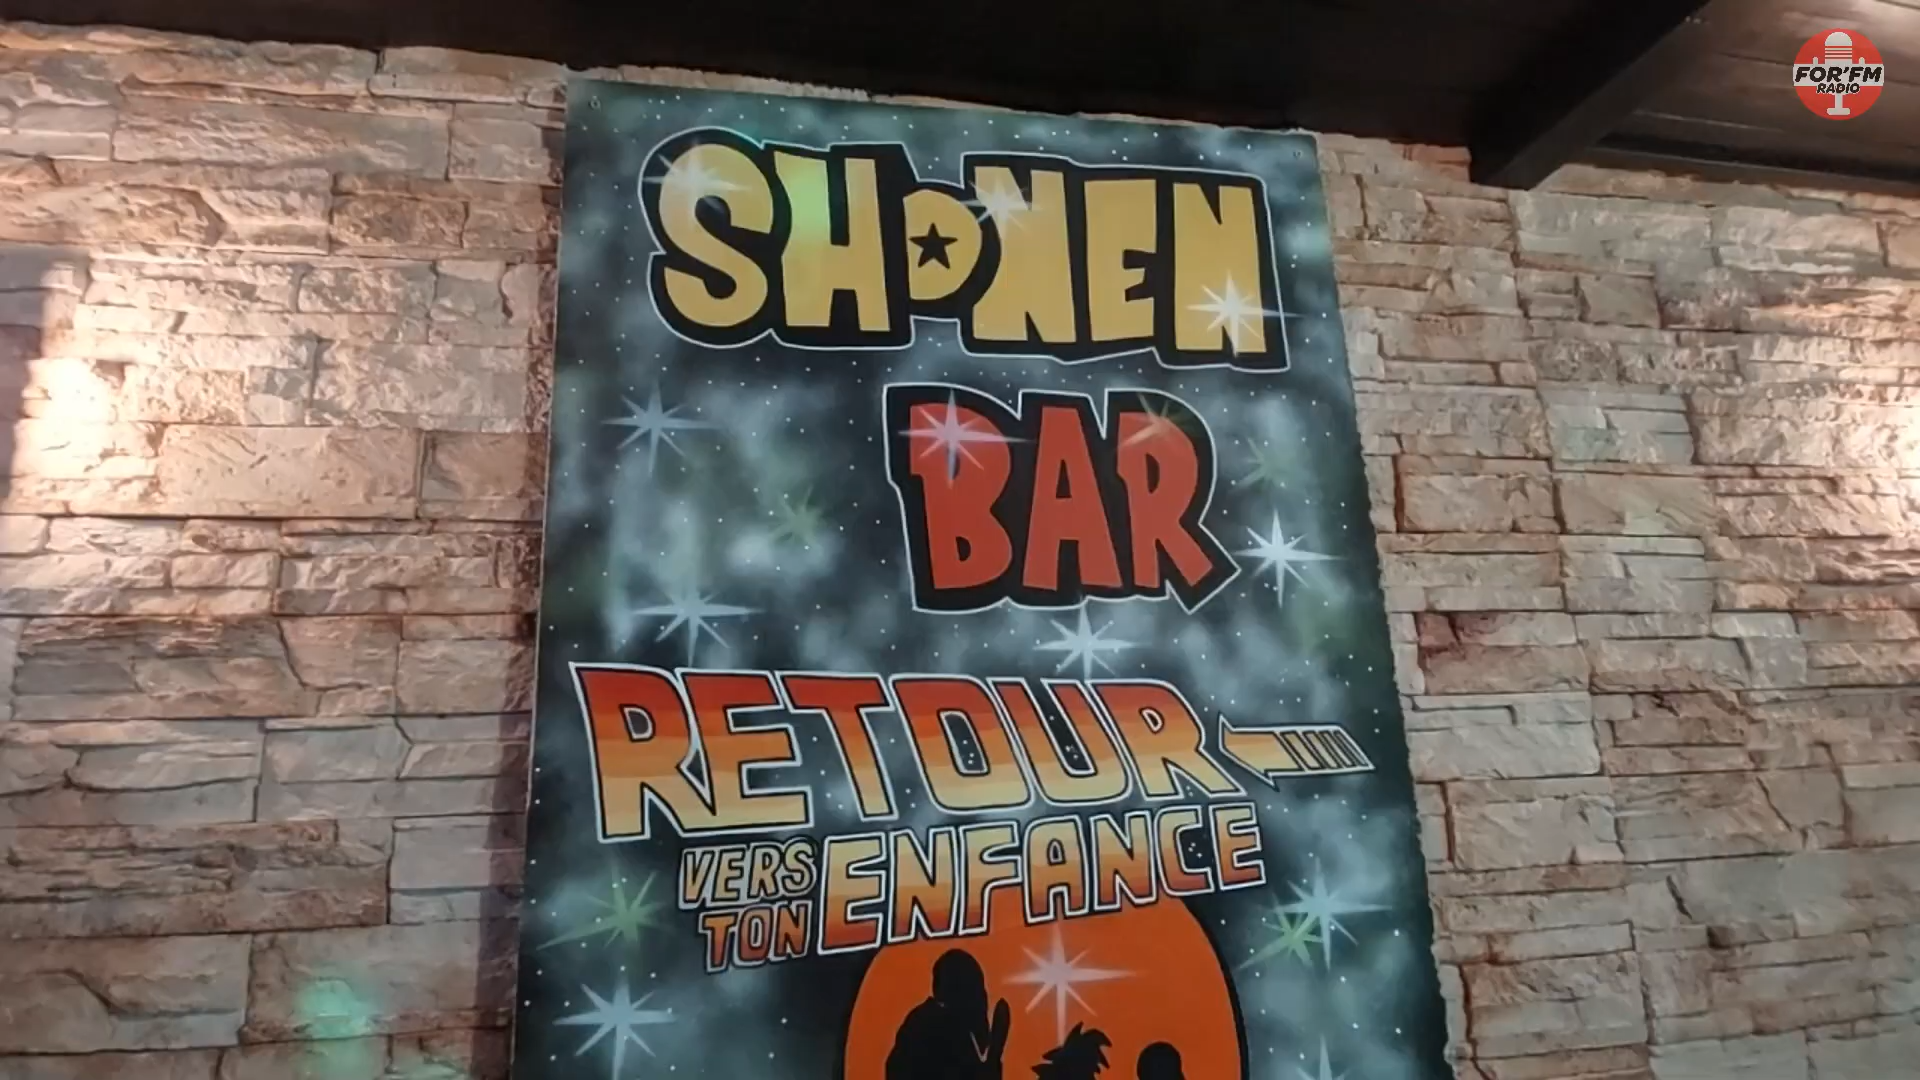 FOR'FM
RADIO
SHONEN
BAR
RETOUR
VERS
TON ENFANCE